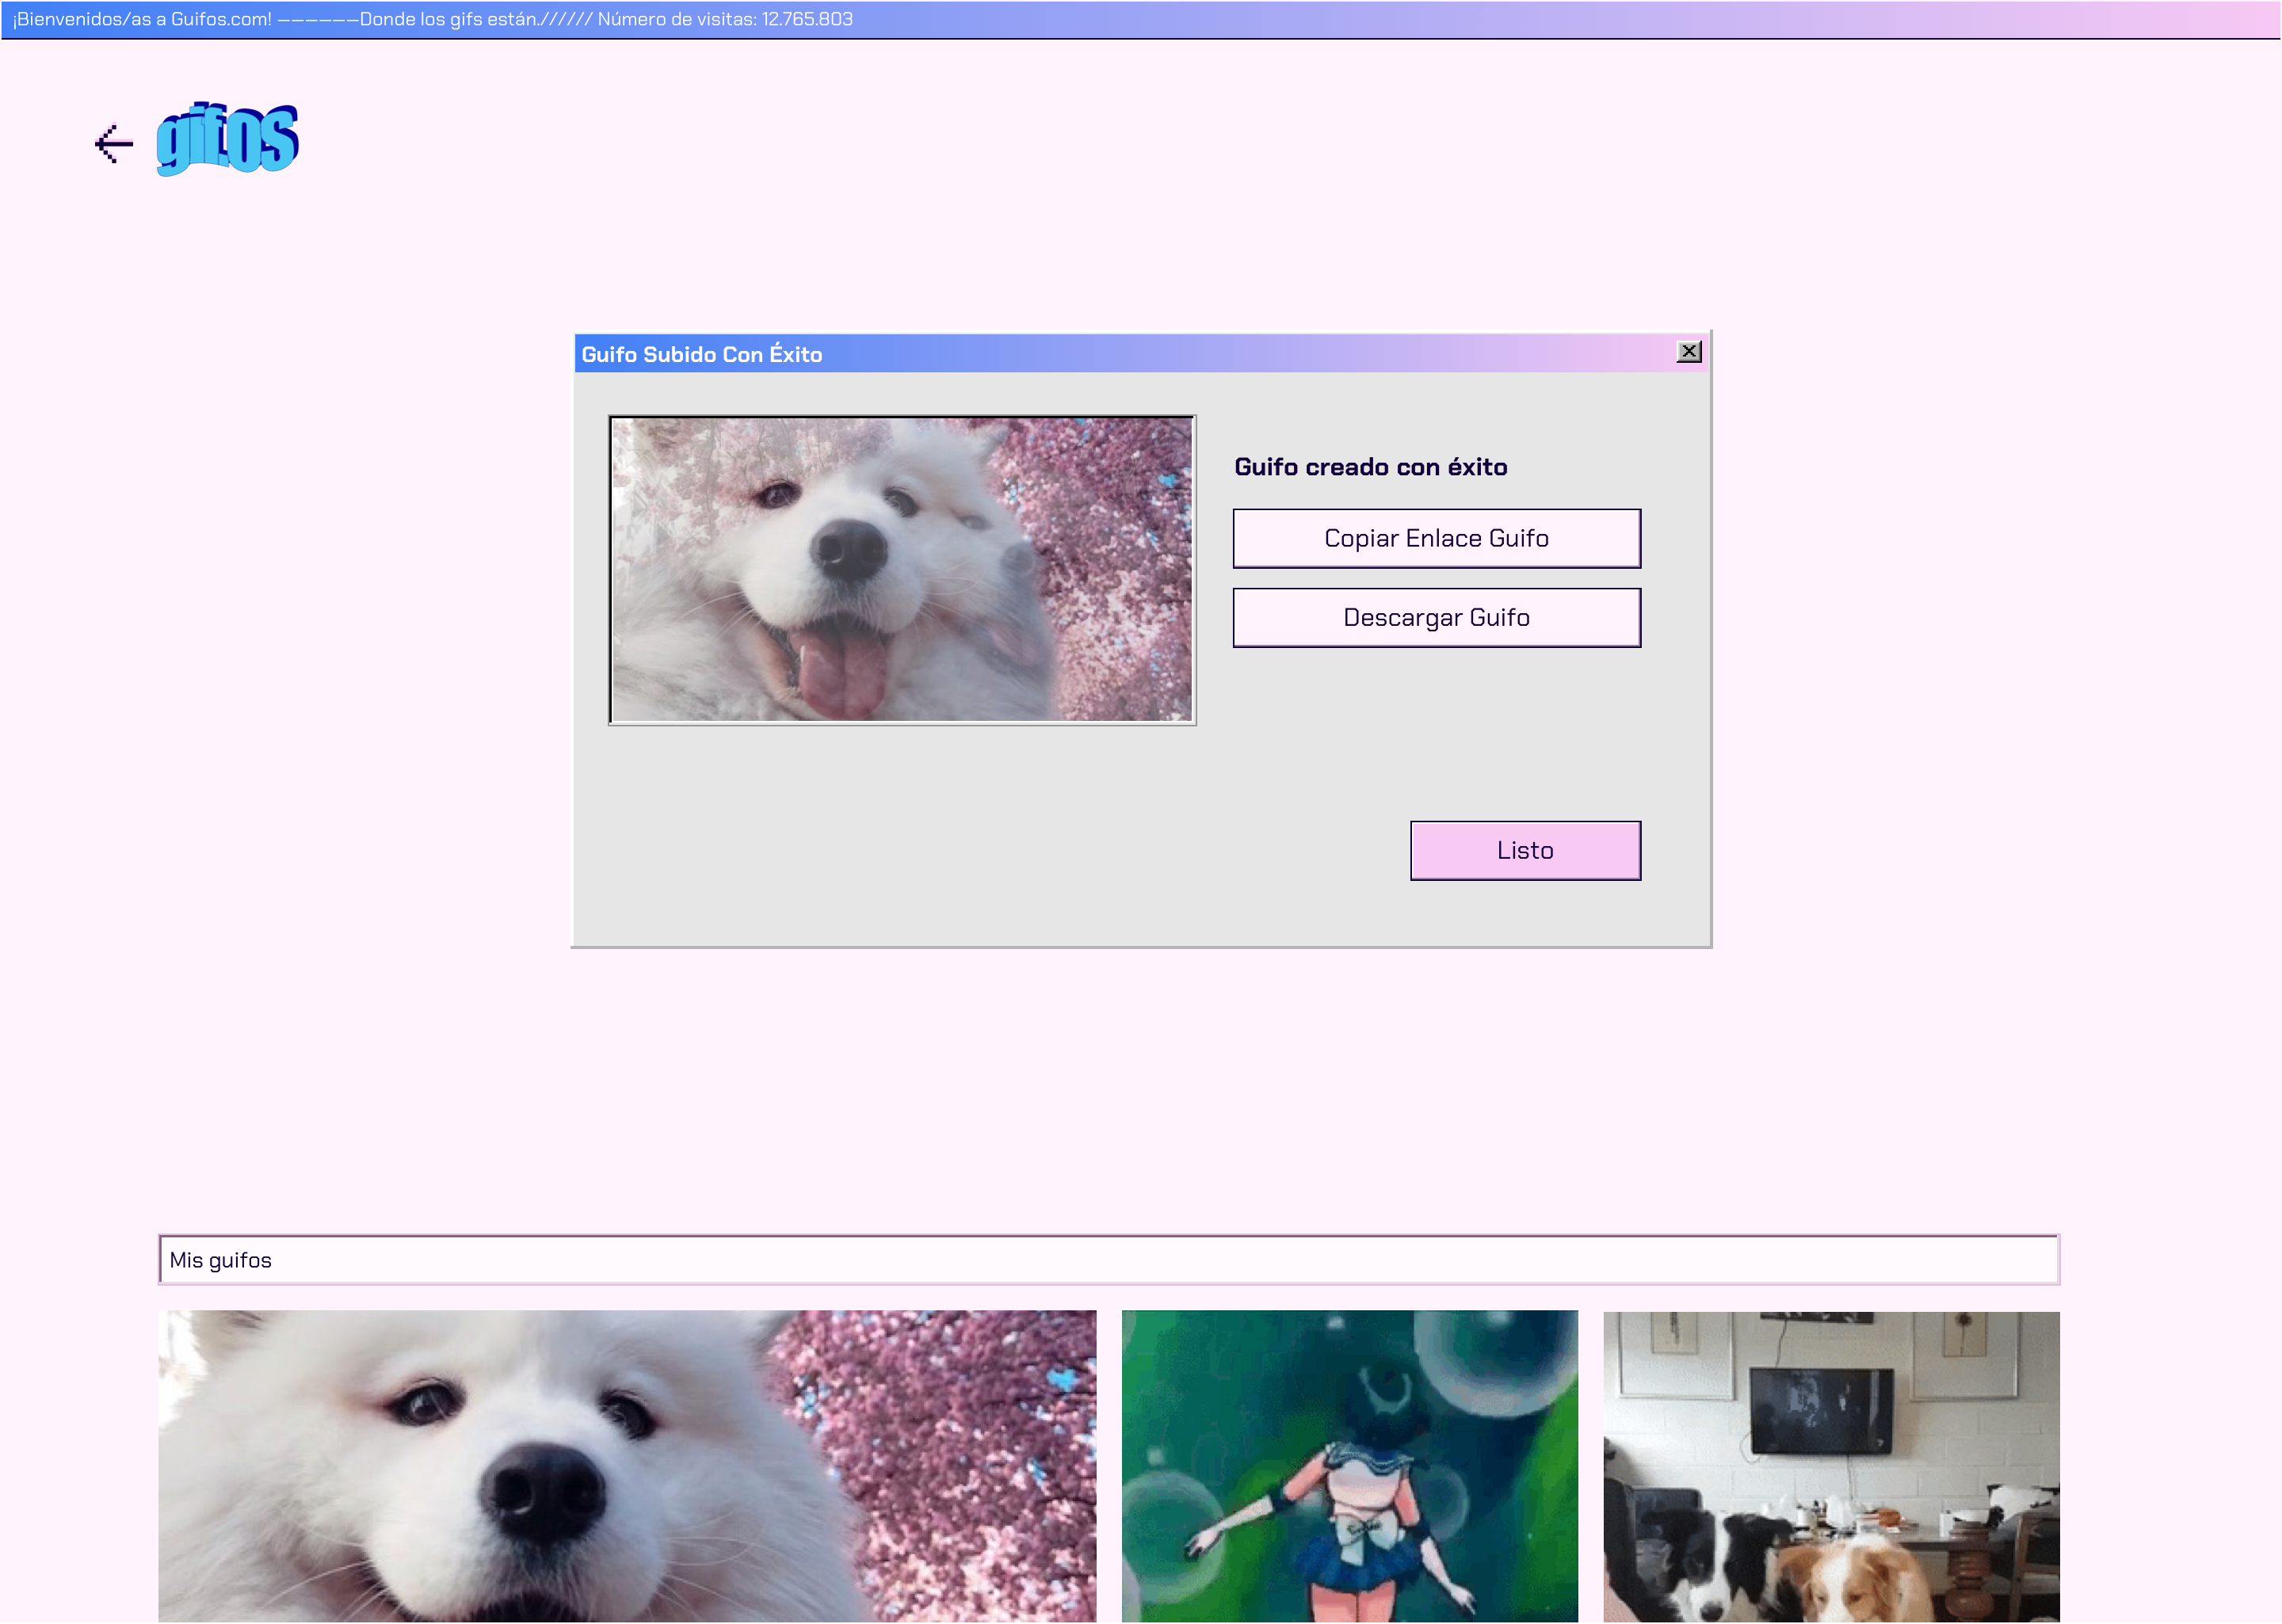 ¡Bienvenidos/as a Guifos.com! ——————Donde los gifs están.////// Número de visitas: 12.765.803
gifos
Guifo Subido Con Éxito
Guifo creado con éxito
Copiar Enlace Guifo
Descargar Guifo
Listo
Mis guifos